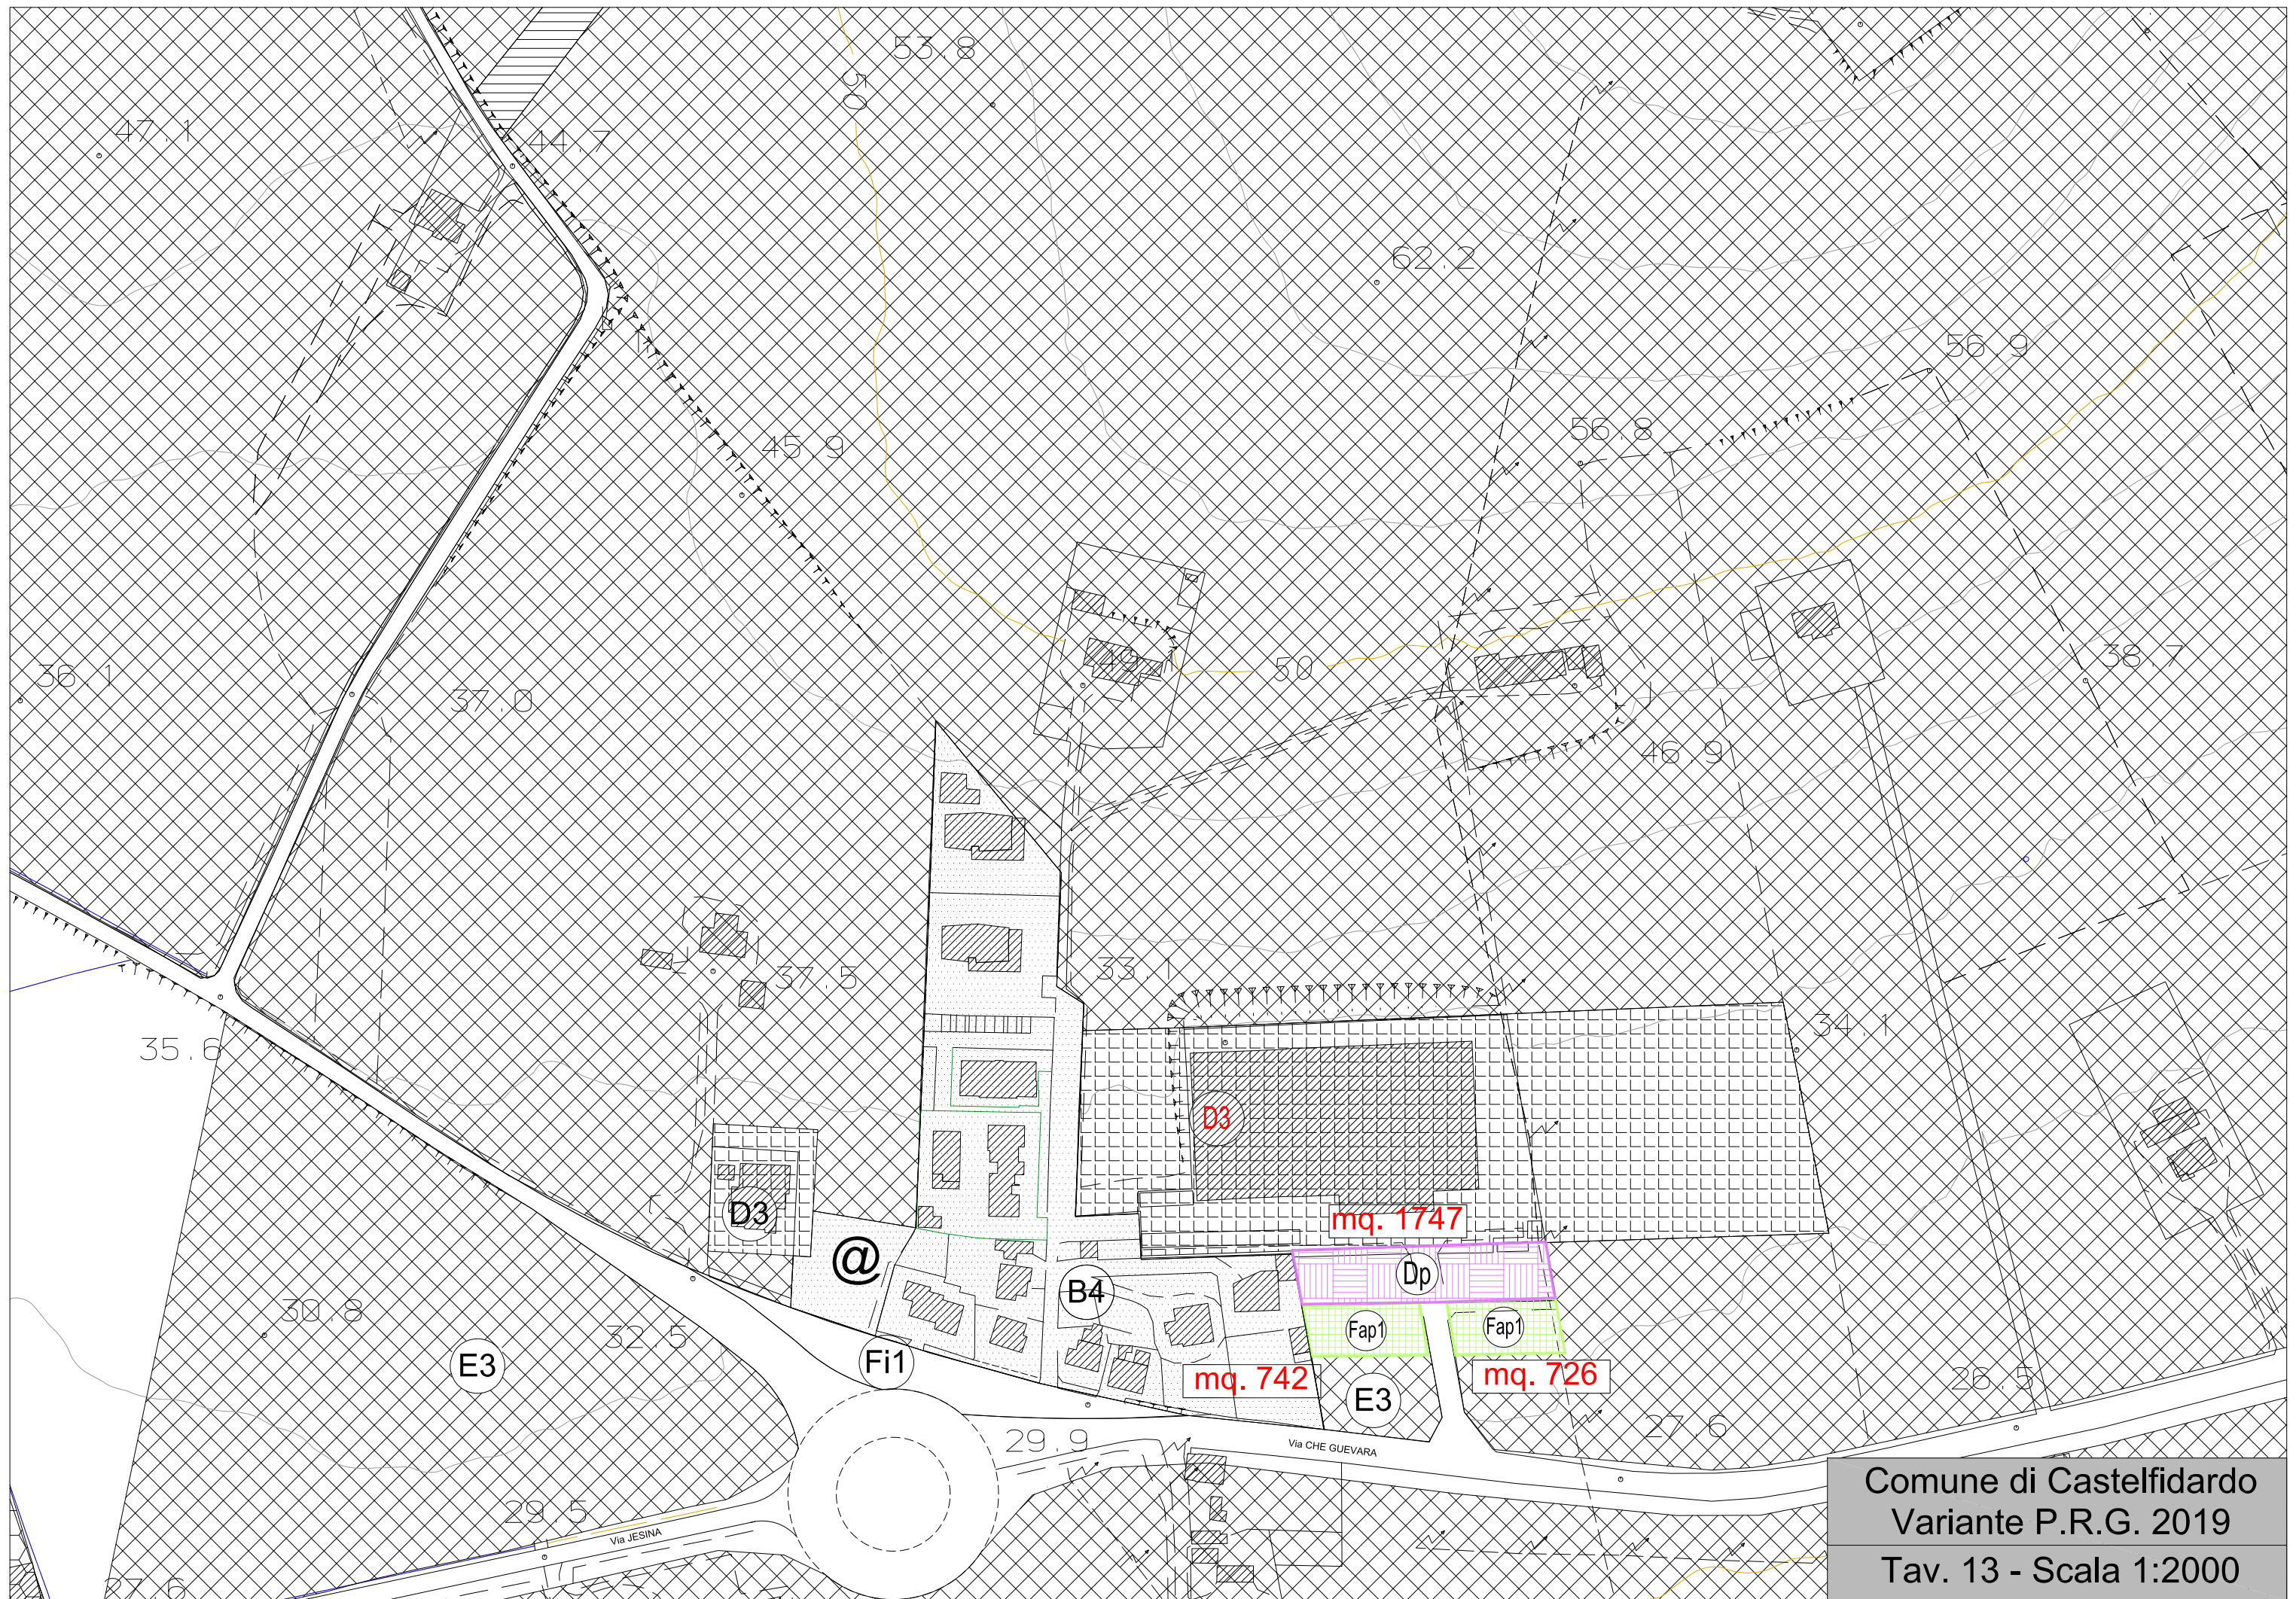 53.8
50
47.1
44.7
62.2
56.9
56.8
45.9
49.1
50
38.7
36.1
37.0
46.9
37.5
33.1
34.1
35.6
D3
D3
mq. 1747
@
Dp
B4
30.8
32.5
Fap1
Fap1
E3
Fi1
mq. 742
mq. 726
E3
26.5
27.6
29.9
Via CHE GUEVARA
29.5
Via JESINA
27.6
Comune di Castelfidardo
Variante P.R.G. 2019
Tav. 13 - Scala 1:2000